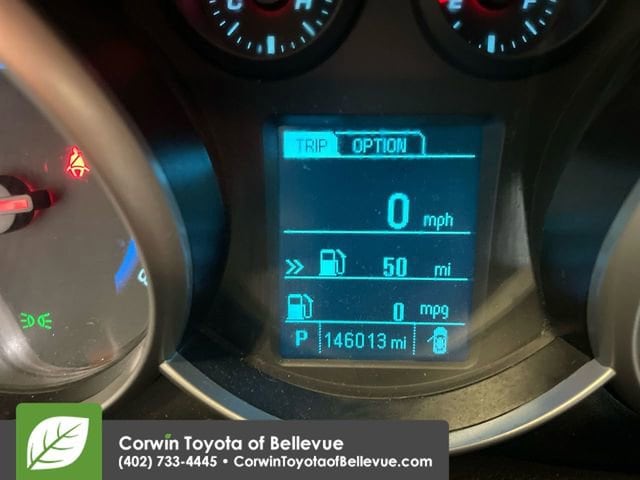 C H
E F
TRIP OPTION
0 mph
50 mi
0 mpg
P 146013 mi
Corwin Toyota of Bellevue
(402) 733-4445 • CorwinToyotaofBellevue.com